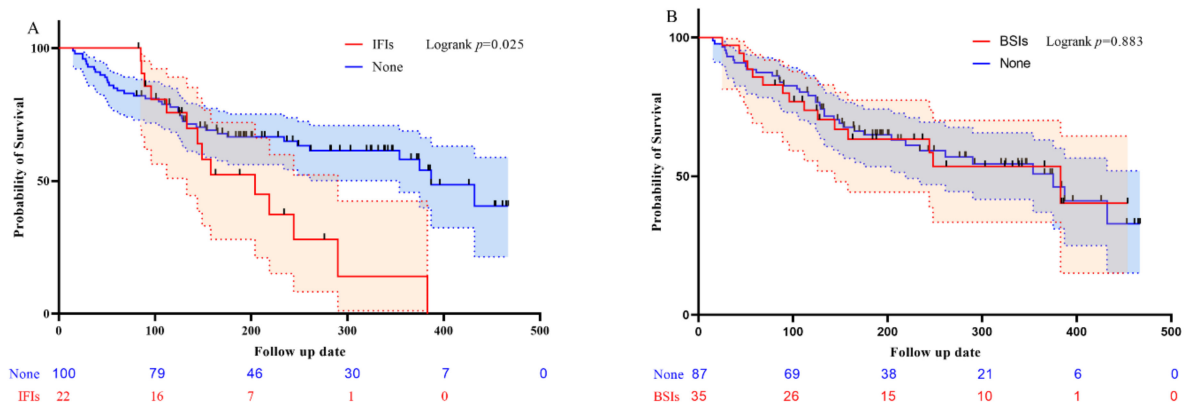 A
IFIs Logrank p=0.025
None
Probability of Survival
100
50
0
0 100 200 300 400 500
Follow up date
None 100 79 46 30 7 0
IFIs 22 16 7 1 0
B
BSIs Logrank p=0.883
None
Probability of Survival
100
50
0
0 100 200 300 400 500
Follow up date
None 87 69 38 21 6 0
BSIs 35 26 15 10 1 0